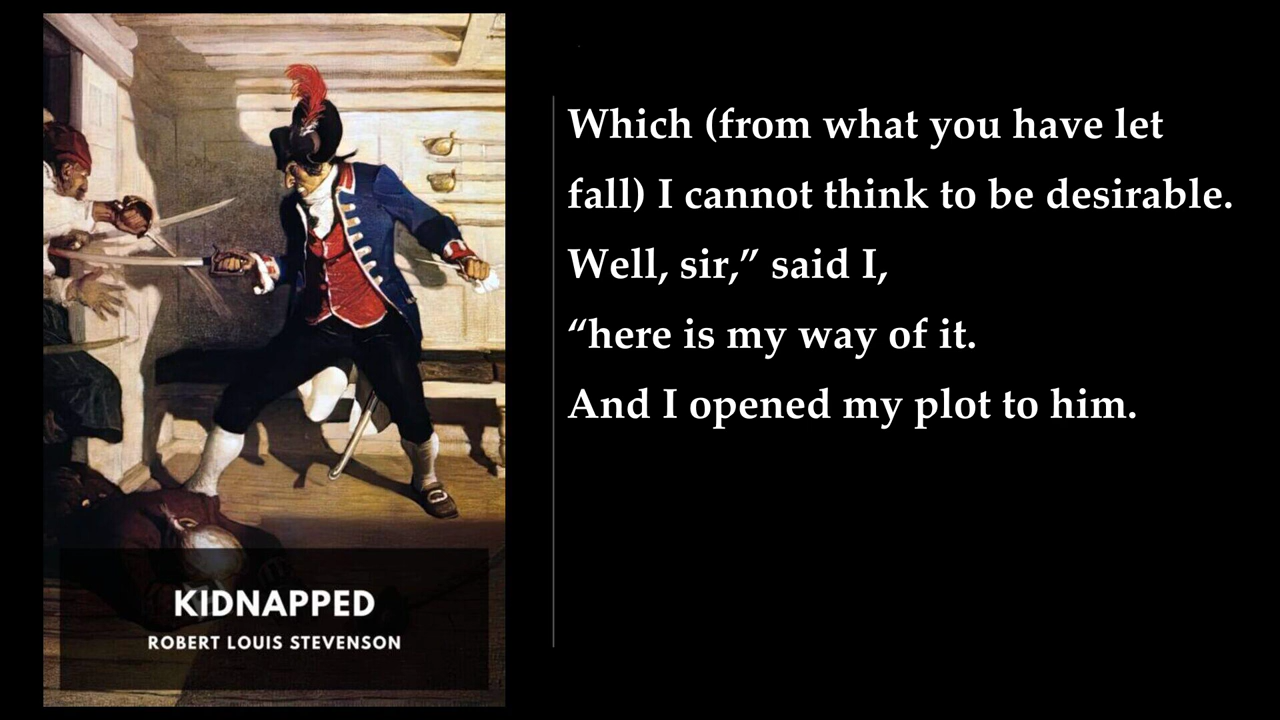 KIDNAPPED
ROBERT LOUIS STEVENSON
Which (from what you have let
fall) I cannot think to be desirable.
Well, sir,” said I,
“here is my way of it.
And I opened my plot to him.